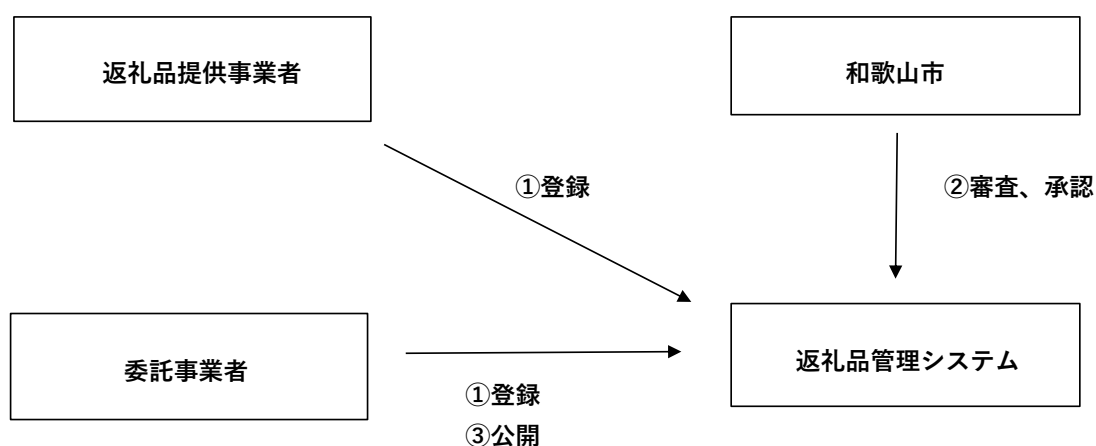 返礼品提供事業者
和歌山市
①登録
②審査、承認
委託事業者
返礼品管理システム
①登録
③公開